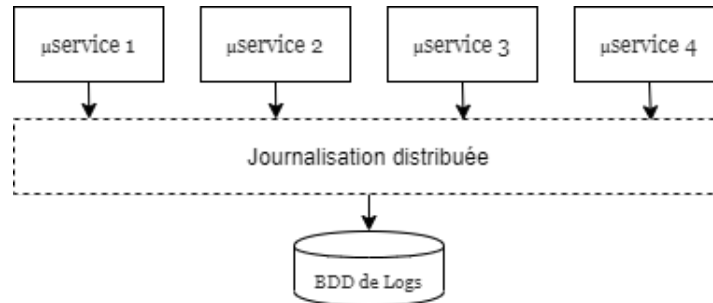 µservice 1
µservice 2
µservice 3
µservice 4
Journalisation distribuée
BDD de Logs